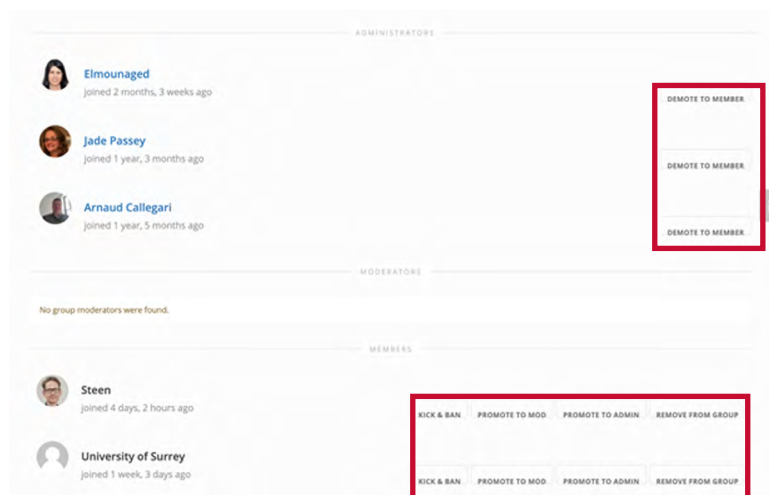 ADMINISTRATORS
Elmounaged
joined 2 months, 3 weeks ago
DEMOTE TO MEMBER
Jade Passey
joined 1 year, 3 months ago
DEMOTE TO MEMBER
Arnaud Callegari
joined 1 year, 5 months ago
DEMOTE TO MEMBER
MODERATORS
No group moderators were found.
MEMBERS
Steen
joined 4 days, 2 hours ago
KICK & BAN PROMOTE TO MOD PROMOTE TO ADMIN REMOVE FROM GROUP
University of Surrey
joined 1 week, 3 days ago
KICK & BAN PROMOTE TO MOD PROMOTE TO ADMIN REMOVE FROM GROUP